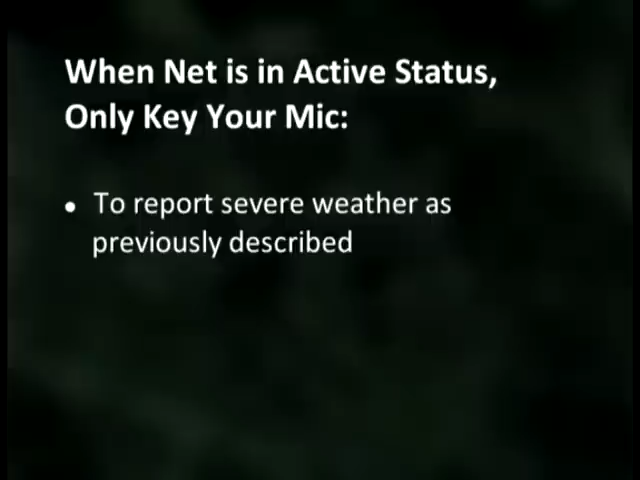 When Net is in Active Status,
Only Key Your Mic:
• To report severe weather as
previously described